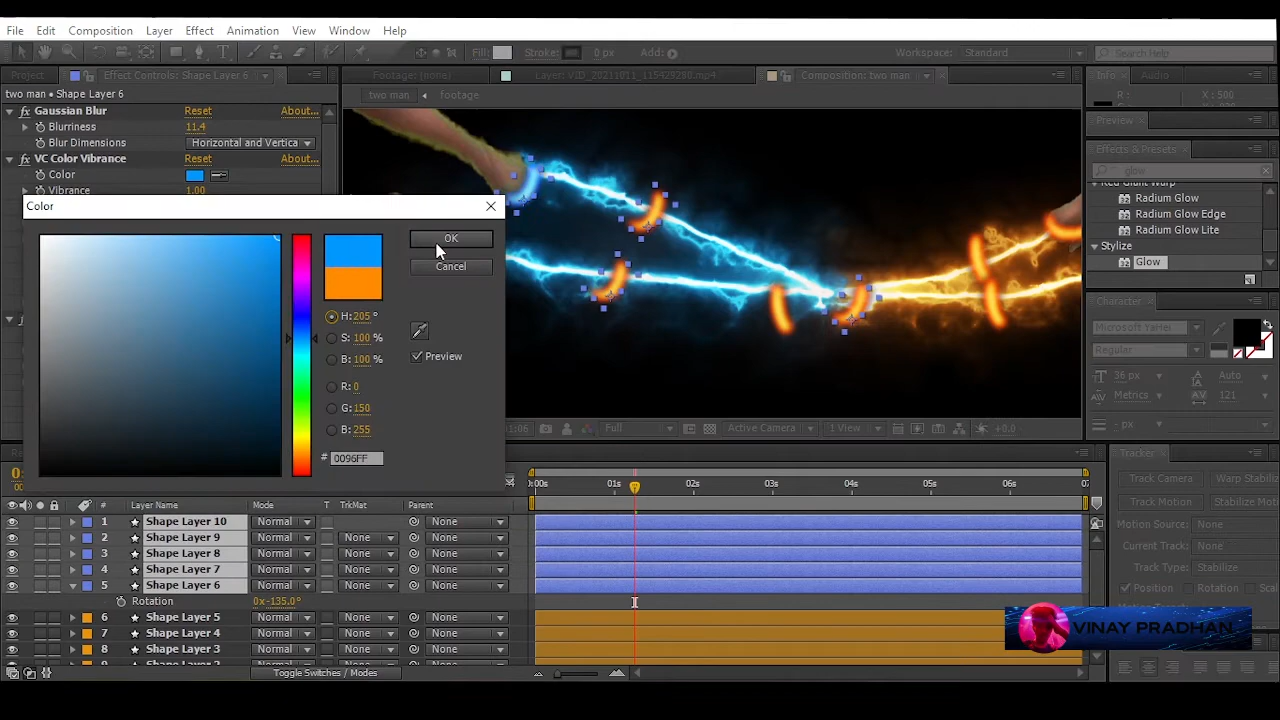 File Edit Composition Layer Effect Animation View Window Help
Fill: Stroke: 0 px Add: Workspace: Standard Search Help
Project Effect Controls: Shape Layer 6 Footage: (none) Layer: VID_20211011_115429280.mp4 Composition: two man Info Audio
two man • Shape Layer 6 two man footage R : X : 500
fx Gaussian Blur Reset About...
Blurriness 11.4 Preview
Blur Dimensions Horizontal and Vertica
Effects & Presets
fx VC Color Vibrance Reset About...
Color glow
Vibrance 1.00 Red Giant Warp
Radium Glow
Color
Radium Glow Edge
Radium Glow Lite
OK
Stylize
Cancel Glow
Character
H: 205 °
Microsoft YaHei
S: 100 %
Regular
B: 100 % Preview
36 px Auto
R: 0 Metrics 121
G: 150
- px
B: 255 1:06 Full Active Camera 1 View +0.0
# 0096FF
Tracker
Track Camera Warp Stabiliz
0:00s 01s 02s 03s 04s 05s 06s 07
Track Motion Stabilize Mo
# Layer Name Mode T TrkMat Parent
1 Shape Layer 10 Normal None Motion Source: None
2 Shape Layer 9 Normal None None
3 Shape Layer 8 Normal None None Current Track: None
4 Shape Layer 7 Normal None None Track Type: Stabilize
5 Shape Layer 6 Normal None None Position Rotation Scal
Rotation 0x-135.0°
6 Shape Layer 5 Normal None None
7 Shape Layer 4 Normal None None
VINAY PRADHAN
8 Shape Layer 3 Normal None None
Toggle Switches / Modes